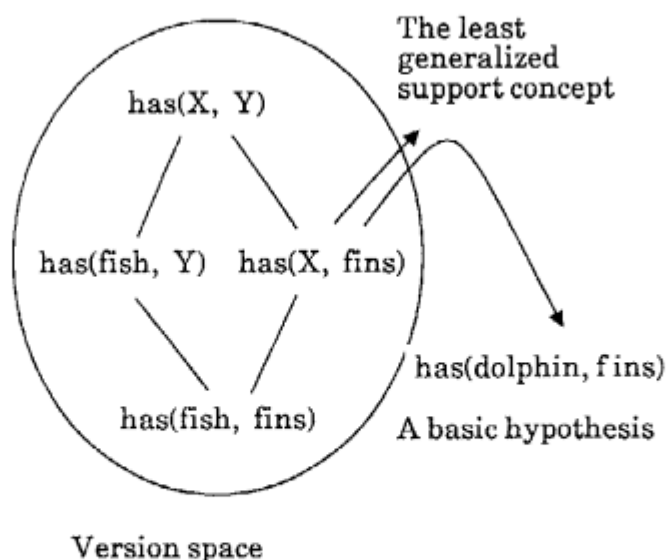 The least
generalized
support concept
has(X, Y)
has(fish, Y)
has(X, fins)
has(dolphin, fins)
has(fish, fins)
A basic hypothesis
Version space